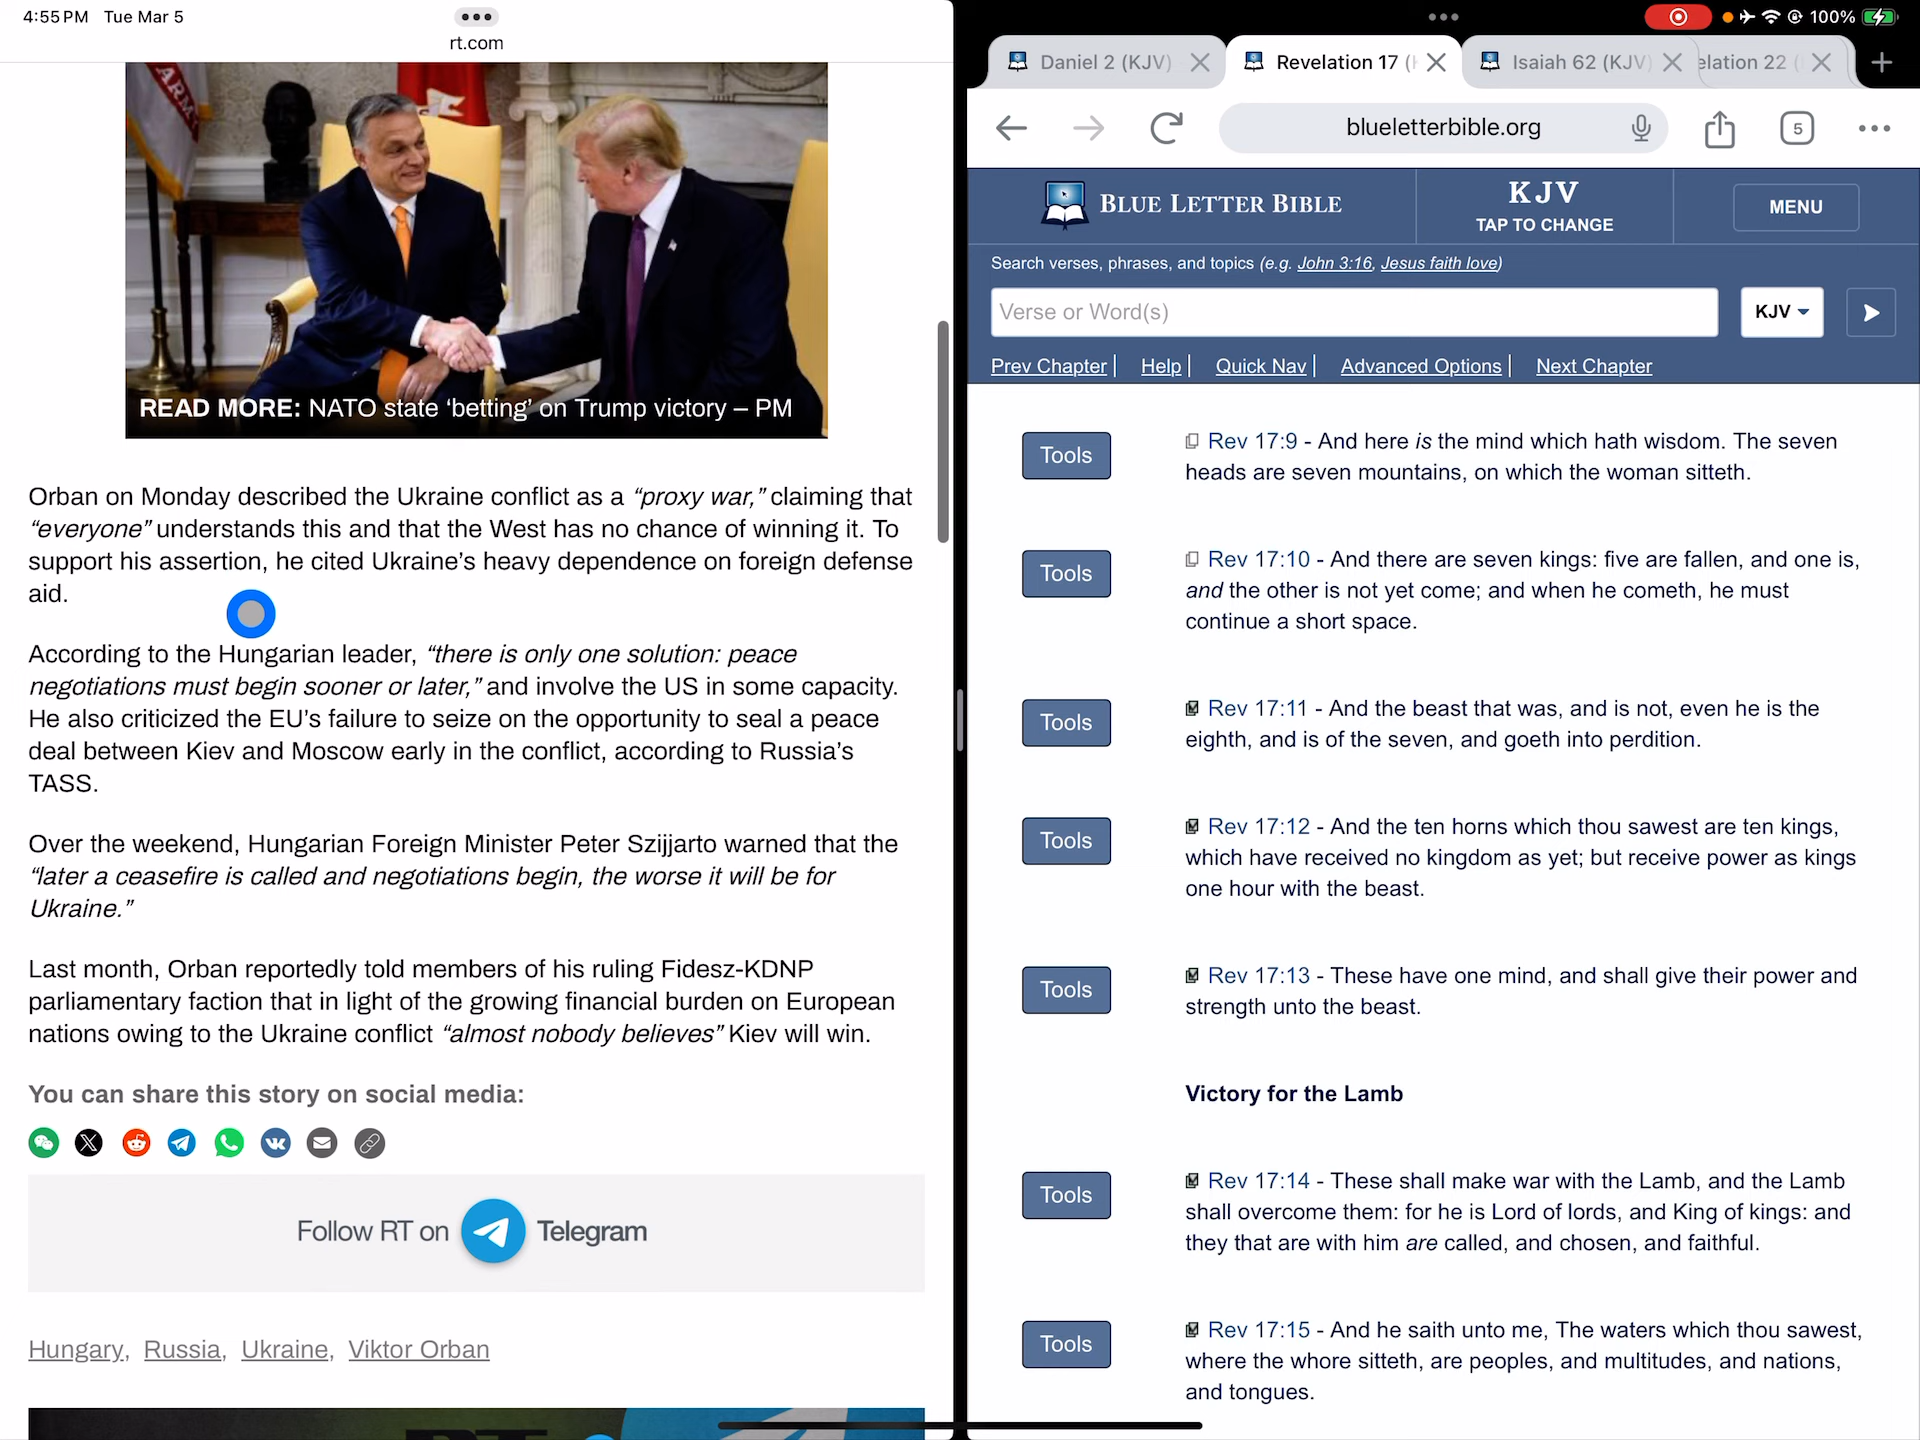 4:55 PM Tue Mar 5
rt.com
READ MORE: NATO state ‘betting’ on Trump victory – PM
Orban on Monday described the Ukraine conflict as a “proxy war,” claiming that
“everyone” understands this and that the West has no chance of winning it. To
support his assertion, he cited Ukraine’s heavy dependence on foreign defense
aid.
According to the Hungarian leader, “there is only one solution: peace
negotiations must begin sooner or later,” and involve the US in some capacity.
He also criticized the EU’s failure to seize on the opportunity to seal a peace
deal between Kiev and Moscow early in the conflict, according to Russia’s
TASS.
Over the weekend, Hungarian Foreign Minister Peter Szijjarto warned that the
“later a ceasefire is called and negotiations begin, the worse it will be for
Ukraine.”
Last month, Orban reportedly told members of his ruling Fidesz-KDNP
parliamentary faction that in light of the growing financial burden on European
nations owing to the Ukraine conflict “almost nobody believes” Kiev will win.
You can share this story on social media:
Follow RT on Telegram
Hungary, Russia, Ukraine, Viktor Orban
100%
Daniel 2 (KJV)
Revelation 17 (
Isaiah 62 (KJV)
elation 22 (
blueletterbible.org
5
BLUE LETTER BIBLE
KJV
TAP TO CHANGE
MENU
Search verses, phrases, and topics (e.g. John 3:16, Jesus faith love)
Verse or Word(s)
KJV
Prev Chapter | Help | Quick Nav | Advanced Options | Next Chapter
Tools
Rev 17:9 - And here is the mind which hath wisdom. The seven
heads are seven mountains, on which the woman sitteth.
Tools
Rev 17:10 - And there are seven kings: five are fallen, and one is,
and the other is not yet come; and when he cometh, he must
continue a short space.
Tools
Rev 17:11 - And the beast that was, and is not, even he is the
eighth, and is of the seven, and goeth into perdition.
Tools
Rev 17:12 - And the ten horns which thou sawest are ten kings,
which have received no kingdom as yet; but receive power as kings
one hour with the beast.
Tools
Rev 17:13 - These have one mind, and shall give their power and
strength unto the beast.
Victory for the Lamb
Tools
Rev 17:14 - These shall make war with the Lamb, and the Lamb
shall overcome them: for he is Lord of lords, and King of kings: and
they that are with him are called, and chosen, and faithful.
Tools
Rev 17:15 - And he saith unto me, The waters which thou sawest,
where the whore sitteth, are peoples, and multitudes, and nations,
and tongues.